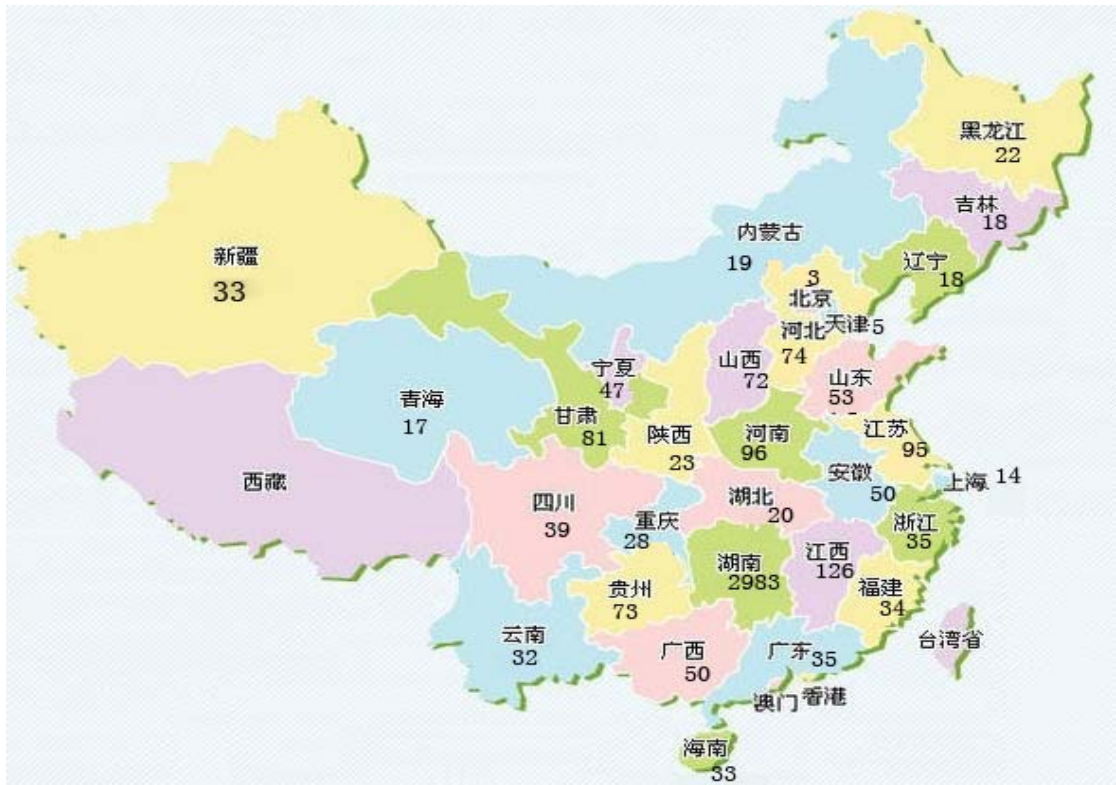 黑龙江
22
吉林
18
内蒙古
19
辽宁
18
新疆
33
3
北京
天津5
河北
74
山西
72
宁夏
47
山东
53
青海
17
甘肃
81
陕西
23
河南
96
江苏
95
西藏
安徽
50
上海 14
四川
39
湖北
20
重庆
28
浙江
35
湖南
2983
江西
126
贵州
73
福建
34
云南
32
广西
50
广东35
台湾省
澳门
香港
海南
33